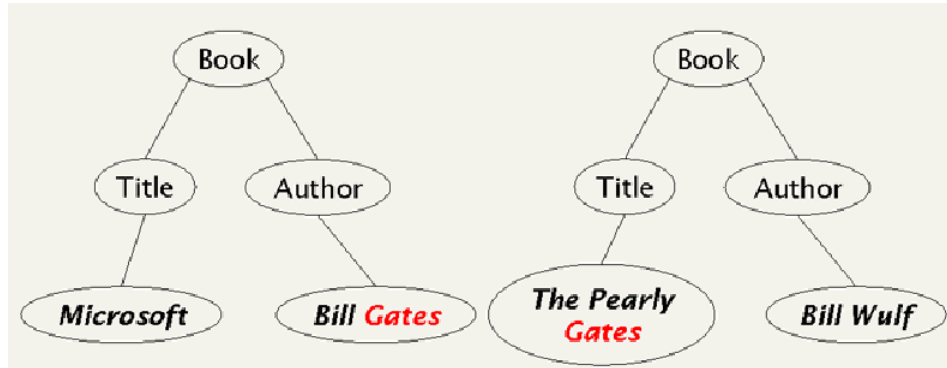 Book
Book
Title
Author
Title
Author
Microsoft
Bill Gates
The Pearly
Gates
Bill Wulf